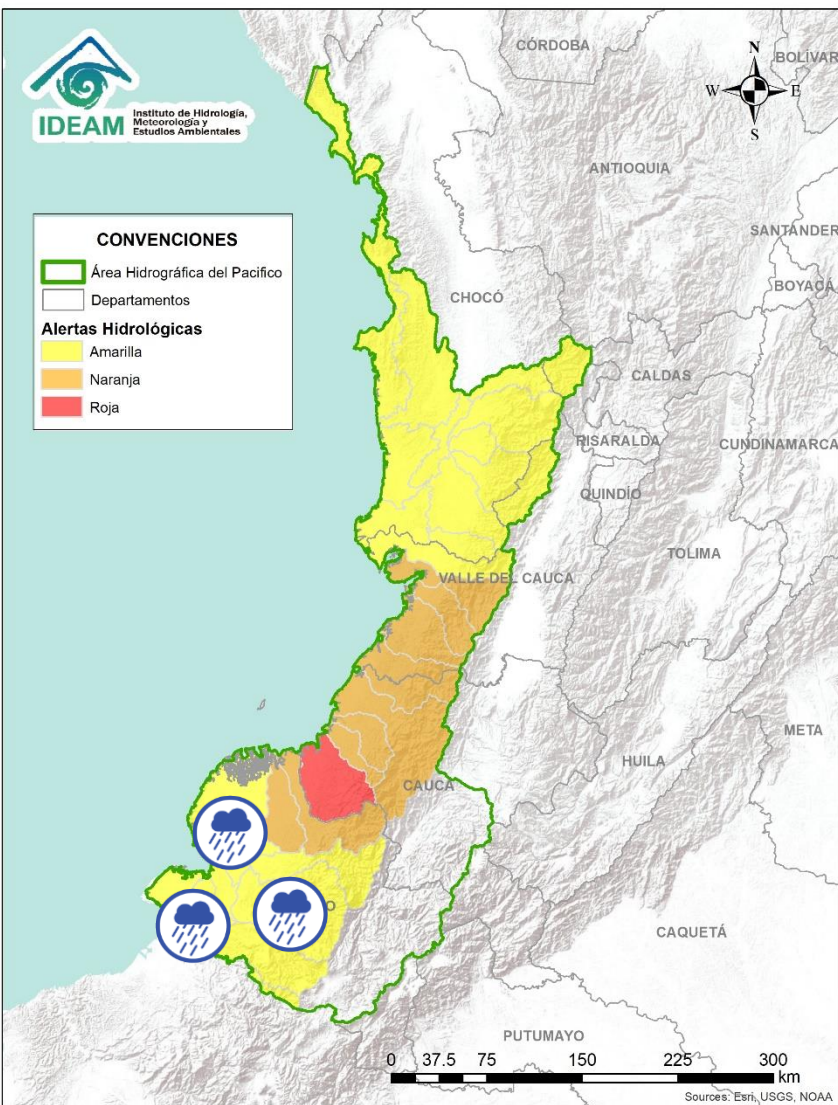 IDEAM
Instituto de Hidrología,
Meteorología y
Estudios Ambientales
N
W
E
S
CÓRDOBA
BOLÍVAR
ANTIOQUIA
SANTANDER
BOYACÁ
CHOCÓ
CALDAS
RISARALDA
CUNDINAMARCA
QUINDÍO
TOLIMA
VALLE DEL CAUCA
META
HUILA
CAUCA
O
CAQUETÁ
PUTUMAYO
CONVENCIONES
Área Hidrográfica del Pacifico
Departamentos
Alertas Hidrológicas
Amarilla
Naranja
Roja
0 37.5 75 150 225 300
km
Sources: Esri, USGS, NOAA